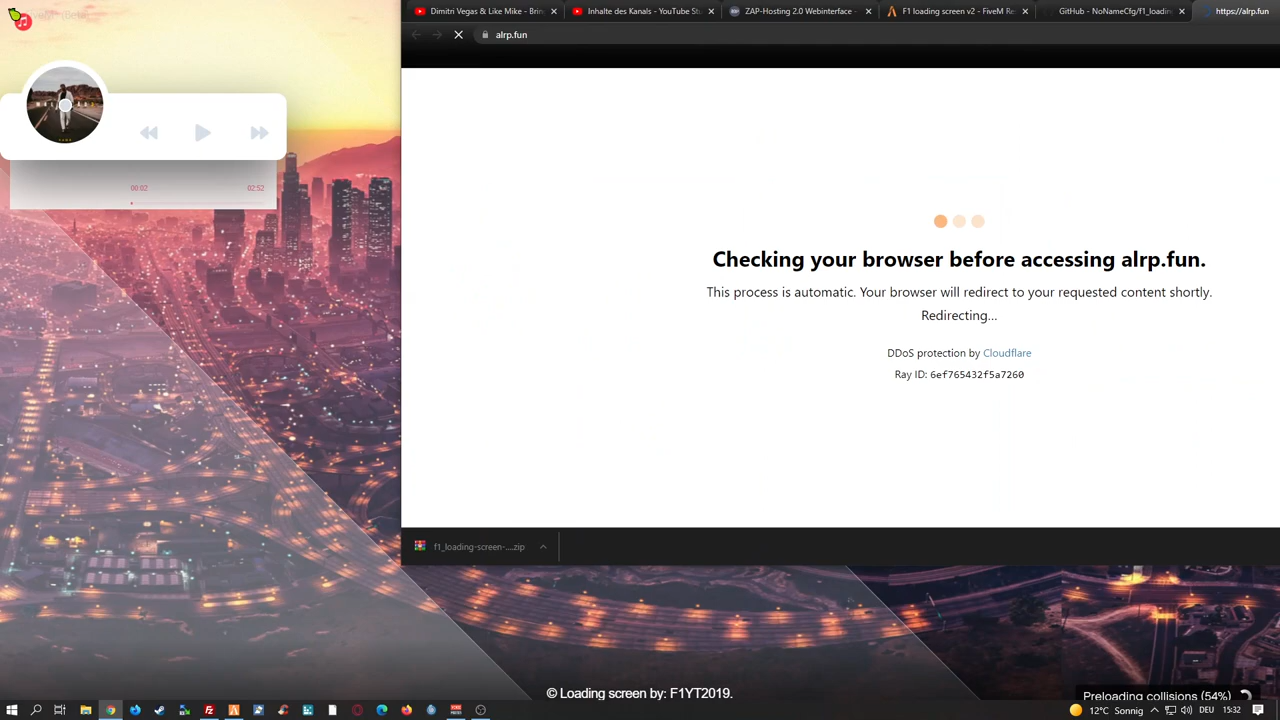 Dimitri Vegas & Like Mike - Brin
Inhalte des Kanals - YouTube St
ZAP-Hosting 2.0 Webinterface -
F1 loading screen v2 - FiveM Re
GitHub - NoNameCfg/f1_loadin
https://alrp.fun
alrp.fun
00:02
02:52
Checking your browser before accessing alrp.fun.
This process is automatic. Your browser will redirect to your requested content shortly.
Redirecting...
DDoS protection by Cloudflare
Ray ID: 6ef765432f5a7260
f1_loading-screen-....zip
© Loading screen by: F1YT2019.
Preloading collisions (54%)
12°C Sonnig
DEU
15:32